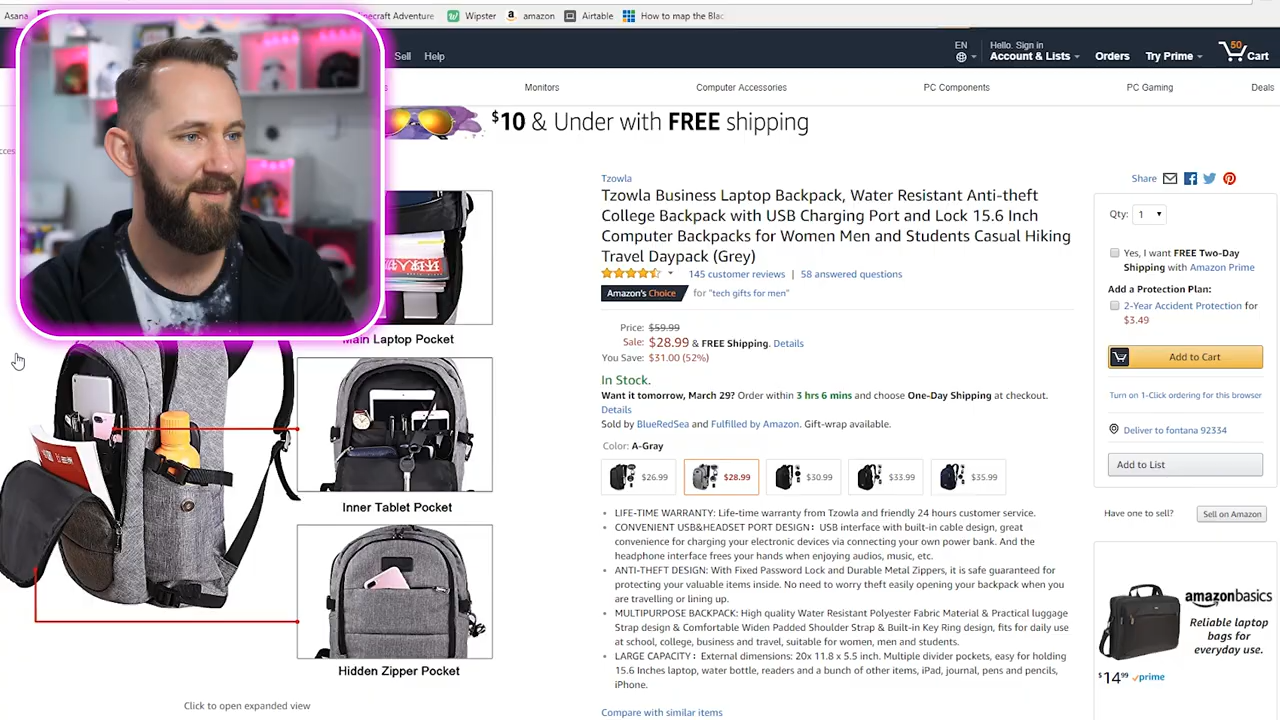 Asana
inecraft Adventure
Wipster
amazon
Airtable
How to map the Blac
Sell
Help
EN
Hello. Sign in
Account & Lists
Orders
Try Prime
50
Cart
Monitors
Computer Accessories
PC Components
PC Gaming
Deals
$10 & Under with FREE shipping
Main Laptop Pocket
Inner Tablet Pocket
Hidden Zipper Pocket
Click to open expanded view
Tzowla
Tzowla Business Laptop Backpack, Water Resistant Anti-theft
College Backpack with USB Charging Port and Lock 15.6 Inch
Computer Backpacks for Women Men and Students Casual Hiking
Travel Daypack (Grey)
145 customer reviews | 58 answered questions
Amazon's Choice for "tech gifts for men"
Price: $59.99
Sale: $28.99 & FREE Shipping. Details
You Save: $31.00 (52%)
In Stock.
Want it tomorrow, March 29? Order within 3 hrs 6 mins and choose One-Day Shipping at checkout.
Details
Sold by BlueRedSea and Fulfilled by Amazon. Gift-wrap available.
Color: A-Gray
$26.99
$28.99
$30.99
$33.99
$35.99
LIFE-TIME WARRANTY: Life-time warranty from Tzowla and friendly 24 hours customer service.
CONVENIENT USB&HEADSET PORT DESIGN: USB interface with built-in cable design, great
convenience for charging your electronic devices via connecting your own power bank. And the
headphone interface frees your hands when enjoying audios, music, etc.
ANTI-THEFT DESIGN: With Fixed Password Lock and Durable Metal Zippers, it is safe guaranteed for
protecting your valuable items inside. No need to worry theft easily opening your backpack when you
are travelling or lining up.
MULTIPURPOSE BACKPACK: High quality Water Resistant Polyester Fabric Material & Practical luggage
Strap design & Comfortable Widen Padded Shoulder Strap & Built-in Key Ring design, fits for daily use
at school, college, business and travel, suitable for women, men and students.
LARGE CAPACITY : External dimensions: 20x 11.8 x 5.5 inch. Multiple divider pockets, easy for holding
15.6 Inches laptop, water bottle, readers and a bunch of other items, iPad, journal, pens and pencils,
iPhone.
Compare with similar items
Share
Qty: 1
Yes, I want FREE Two-Day
Shipping with Amazon Prime
Add a Protection Plan:
2-Year Accident Protection for
$3.49
Add to Cart
Turn on 1-Click ordering for this browser
Deliver to fontana 92334
Add to List
Have one to sell?
Sell on Amazon
amazonbasics
Reliable laptop
bags for
everyday use.
$14.99 prime